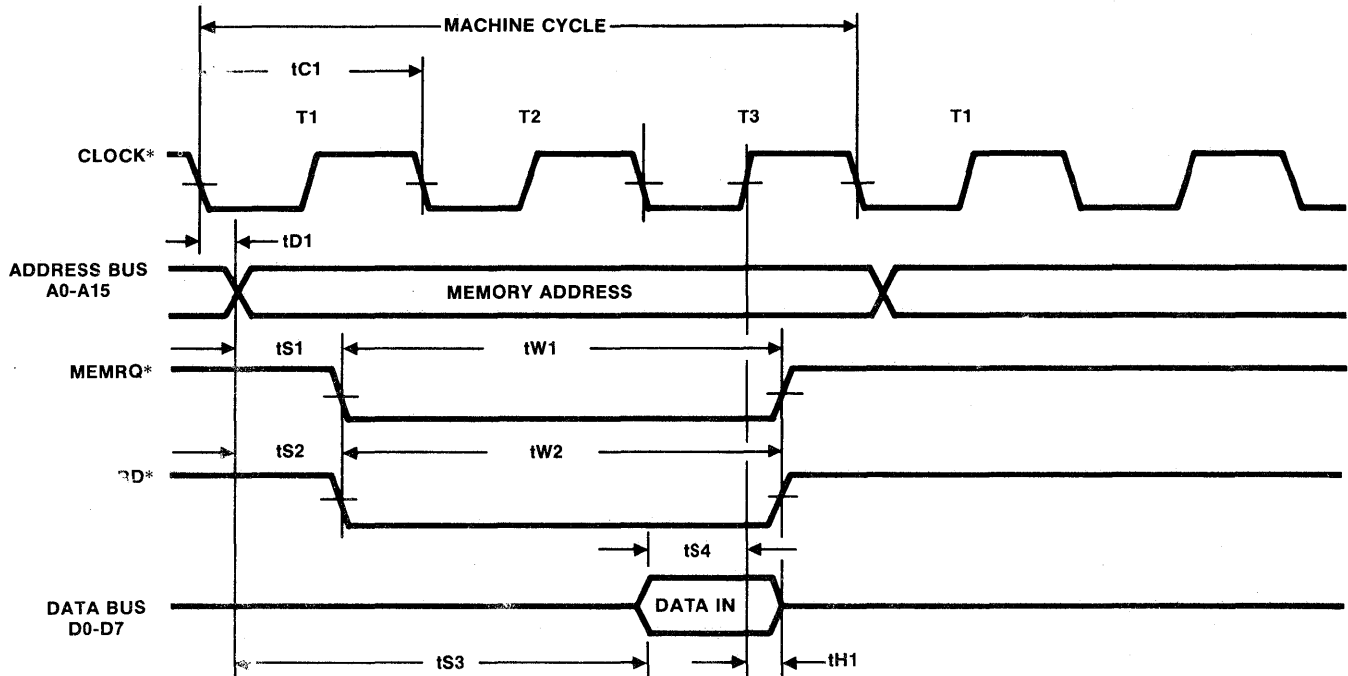 MACHINE CYCLE
tC1
T1 T2 T3 T1
CLOCK*
tD1
ADDRESS BUS
A0-A15
MEMORY ADDRESS
tS1 tW1
MEMRQ*
tS2 tW2
tS4
DATA BUS
D0-D7
DATA IN
tS3 tH1